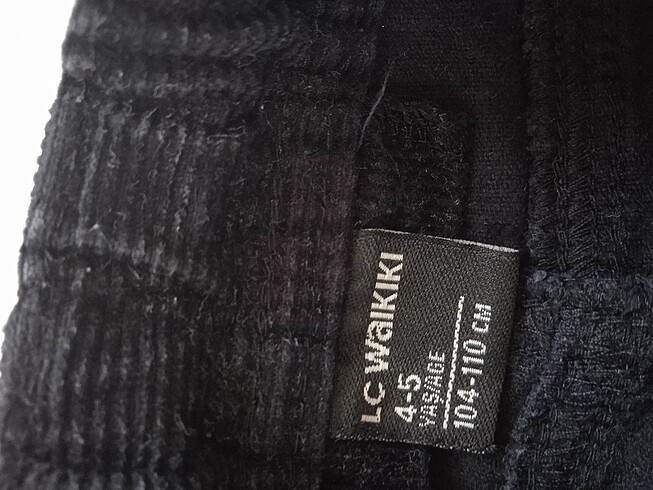 LC WAIKIKI
4-5
YAŞ/AGE
104-110 CM